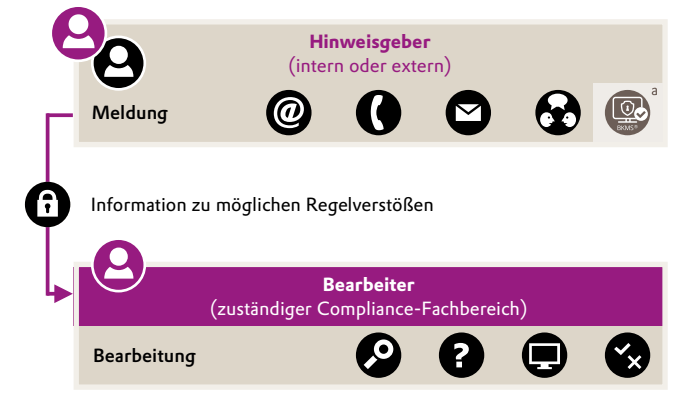 Hinweisgeber
(intern oder extern)
Meldung
@
a
BKMS®
Information zu möglichen Regelverstößen
Bearbeiter
(zuständiger Compliance-Fachbereich)
Bearbeitung
?